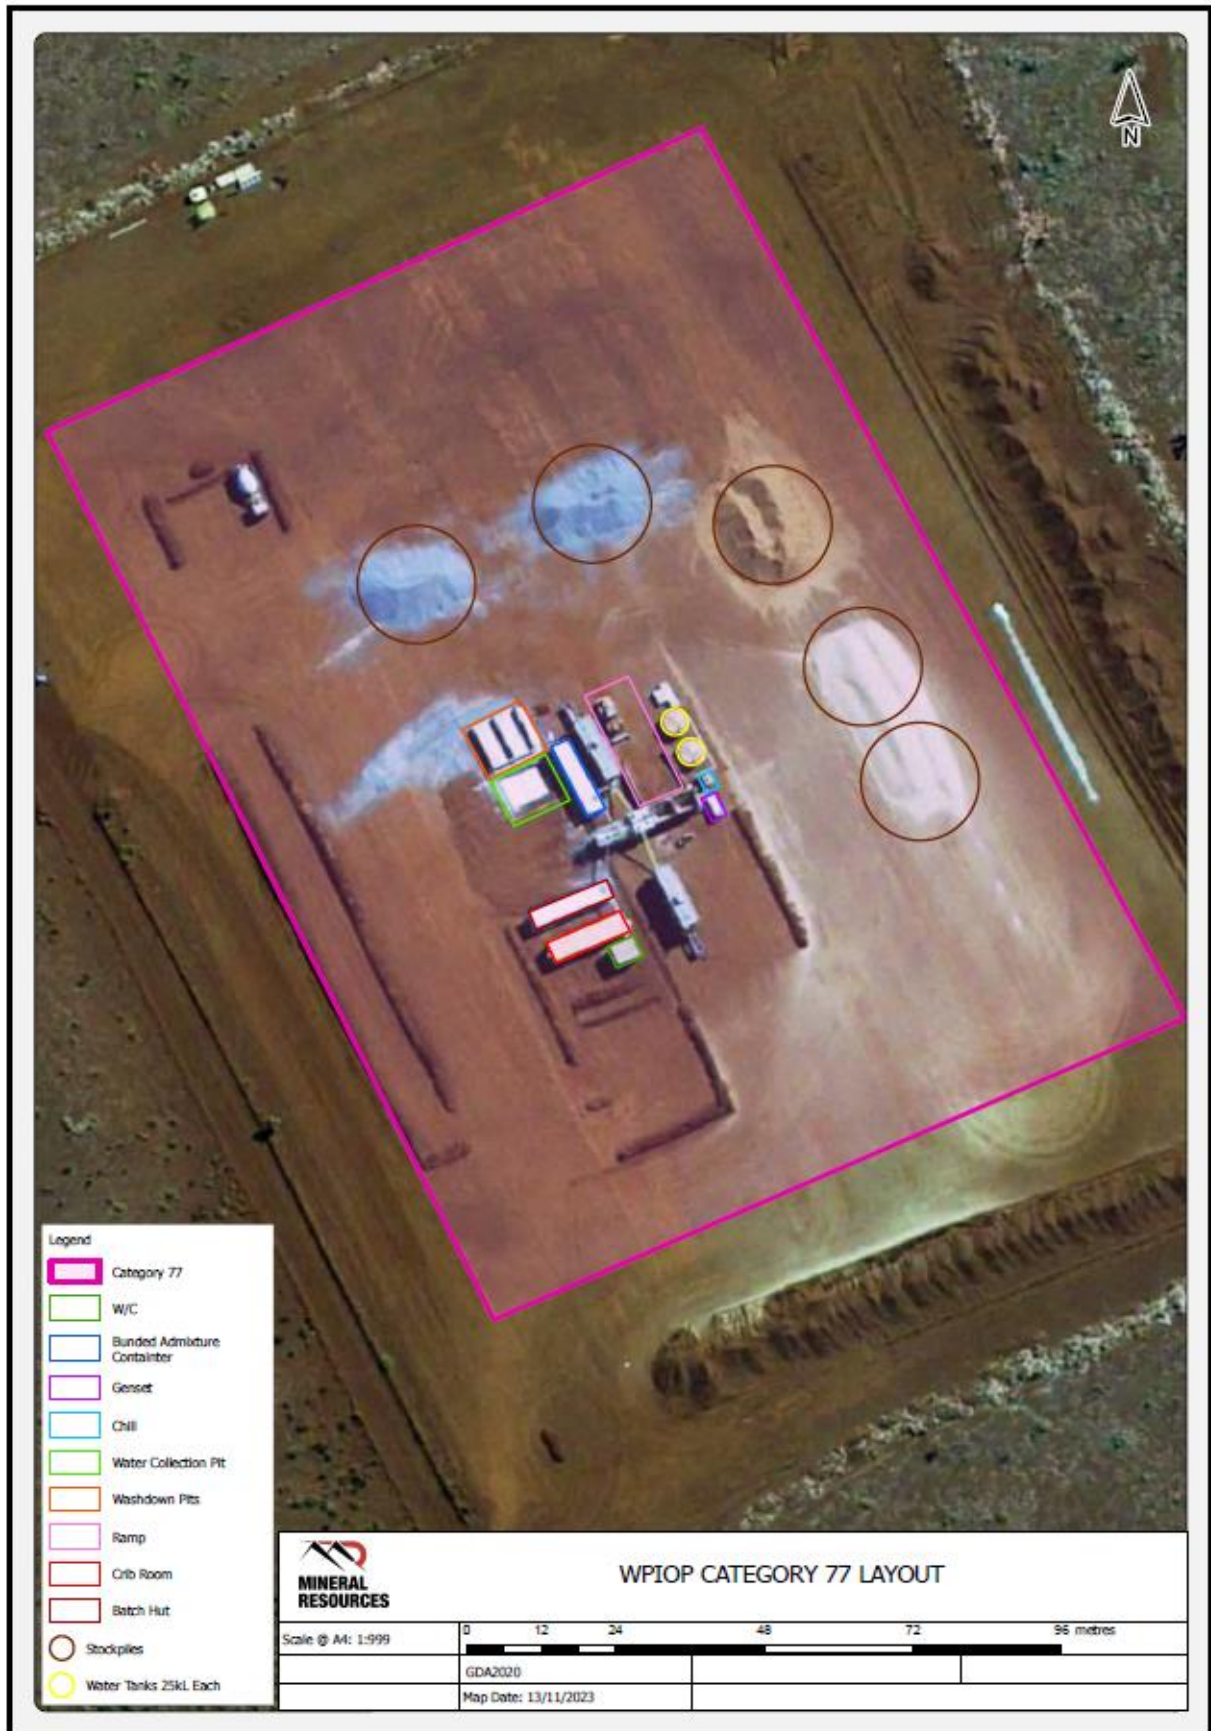 N
Legend
Category 77
W/C
Bunded Admixture
Containter
Genset
Chill
Water Collection Pit
Washdown Pits
Ramp
Crib Room
Batch Hut
Stockpiles
Water Tanks 25kL Each
MINERAL
RESOURCES
WPIOP CATEGORY 77 LAYOUT
Scale @ A4: 1:999
0 12 24 48 72 96 metres
GDA2020
Map Date: 13/11/2023